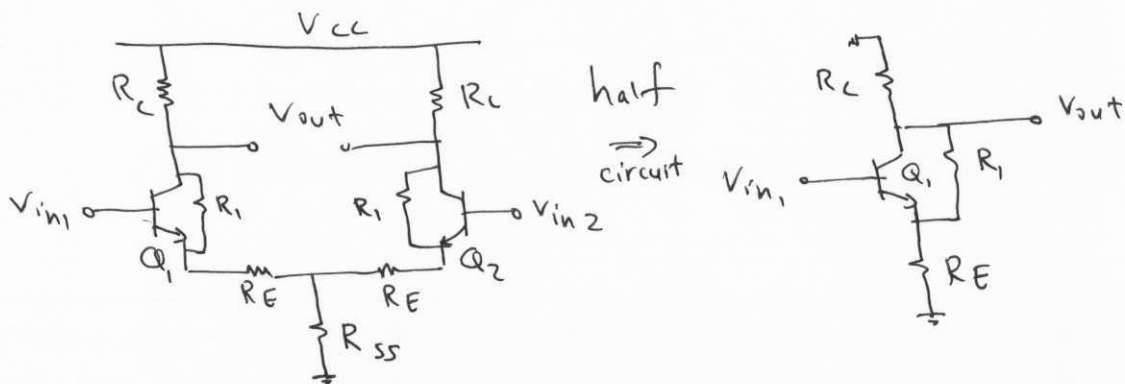 Vcc
Rc
Rc
Vout
Vin1
R1
R1
Vin2
Q1
Q2
RE
RE
Rss
half
⇒
circuit
Rc
Vout
Vin1
Q1
R1
RE